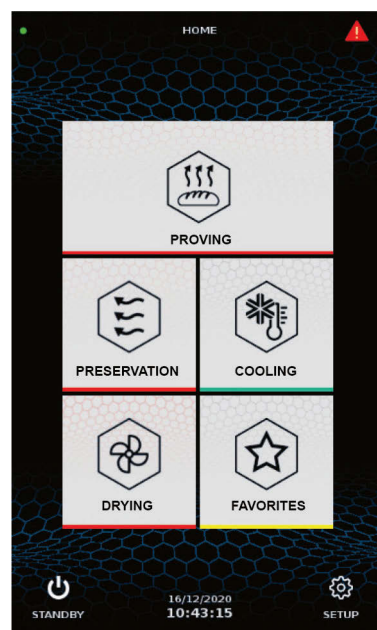 HOME
PROVING
PRESERVATION
COOLING
DRYING
FAVORITES
STANDBY
16/12/2020
10:43:15
SETUP